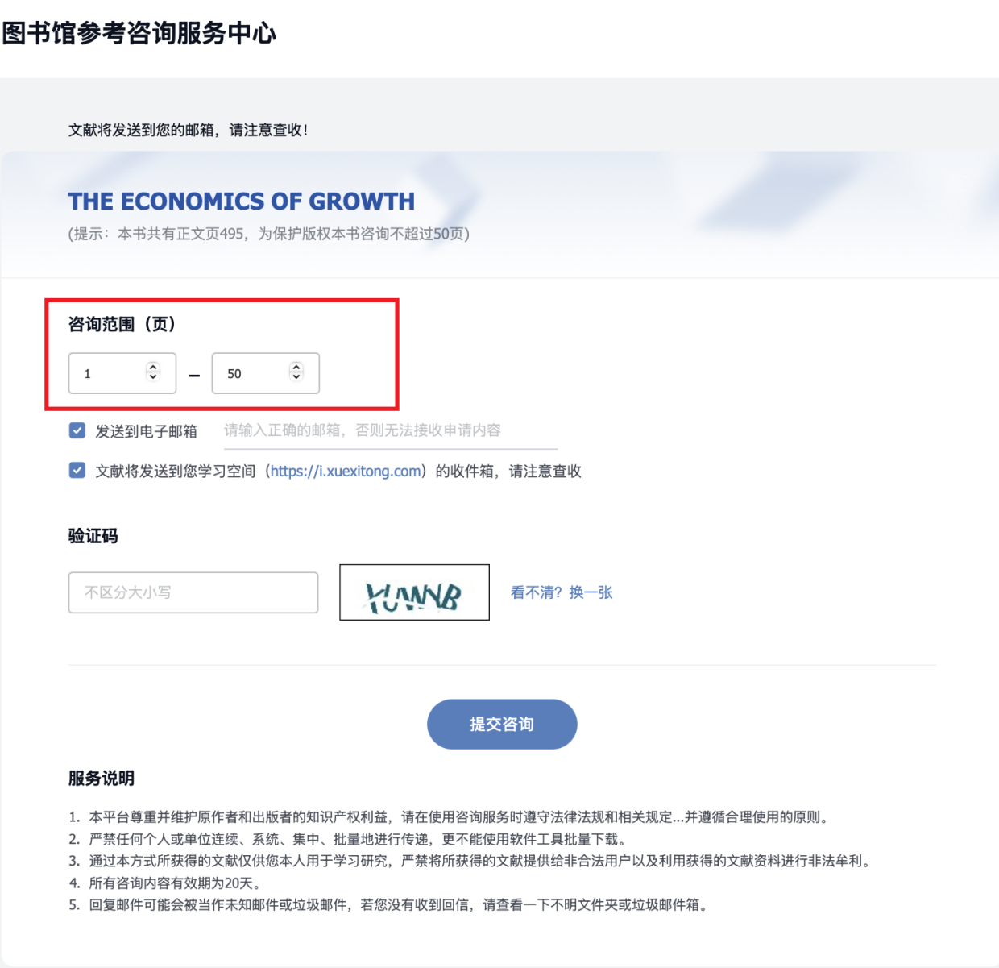 图书馆参考咨询服务中心
文献将发送到您的邮箱，请注意查收！
THE ECONOMICS OF GROWTH
(提示：本书共有正文页495，为保护版权本书咨询不超过50页)
咨询范围（页）
1 – 50
发送到电子邮箱 请输入正确的邮箱，否则无法接收申请内容
文献将发送到您学习空间（https://i.xuexitong.com）的收件箱，请注意查收
验证码
不区分大小写 YUWYB 看不清？换一张
提交咨询
服务说明
1. 本平台尊重并维护原作者和出版者的知识产权利益，请在使用咨询服务时遵守法律法规和相关规定...并遵循合理使用的原则。
2. 严禁任何个人或单位连续、系统、集中、批量地进行传递，更不能使用软件工具批量下载。
3. 通过本方式所获得的文献仅供您本人用于学习研究，严禁将所获得的文献提供给非合法用户以及利用获得的文献资料进行非法牟利。
4. 所有咨询内容有效期为20天。
5. 回复邮件可能会被当作未知邮件或垃圾邮件，若您没有收到回信，请查看一下不明文件夹或垃圾邮件箱。